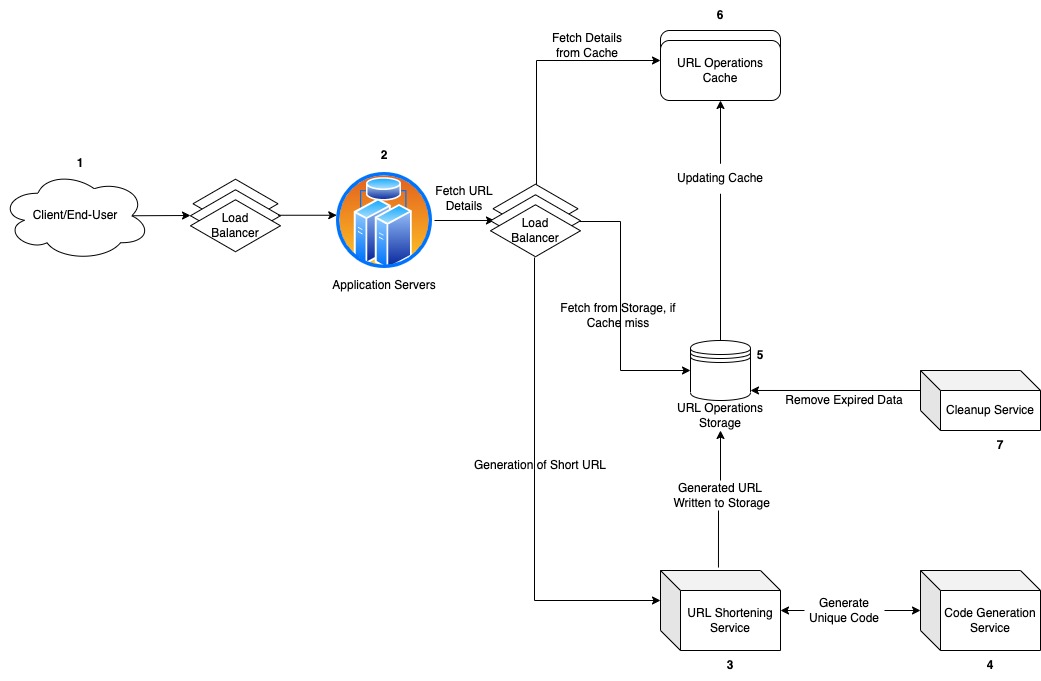 6
Fetch Details
from Cache
URL Operations
Cache
1
2
Client/End-User
Load
Balancer
Application Servers
Fetch URL
Details
Load
Balancer
Updating Cache
Fetch from Storage, if
Cache miss
5
URL Operations
Storage
Remove Expired Data
Cleanup Service
7
Generation of Short URL
Generated URL
Written to Storage
URL Shortening
Service
3
Generate
Unique Code
Code Generation
Service
4